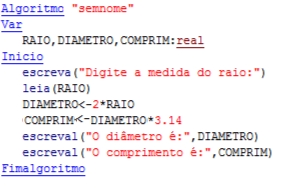 Algoritmo "semnome"
Var
RAIO,DIAMETRO,COMPRIM:real
Inicio
escreva("Digite a medida do raio:")
leia(RAIO)
DIAMETRO<-2*RAIO
COMPRIM<-DIAMETRO*3.14
escreval("O diâmetro é:",DIAMETRO)
escreval("O comprimento é:",COMPRIM)
Fimalgoritmo